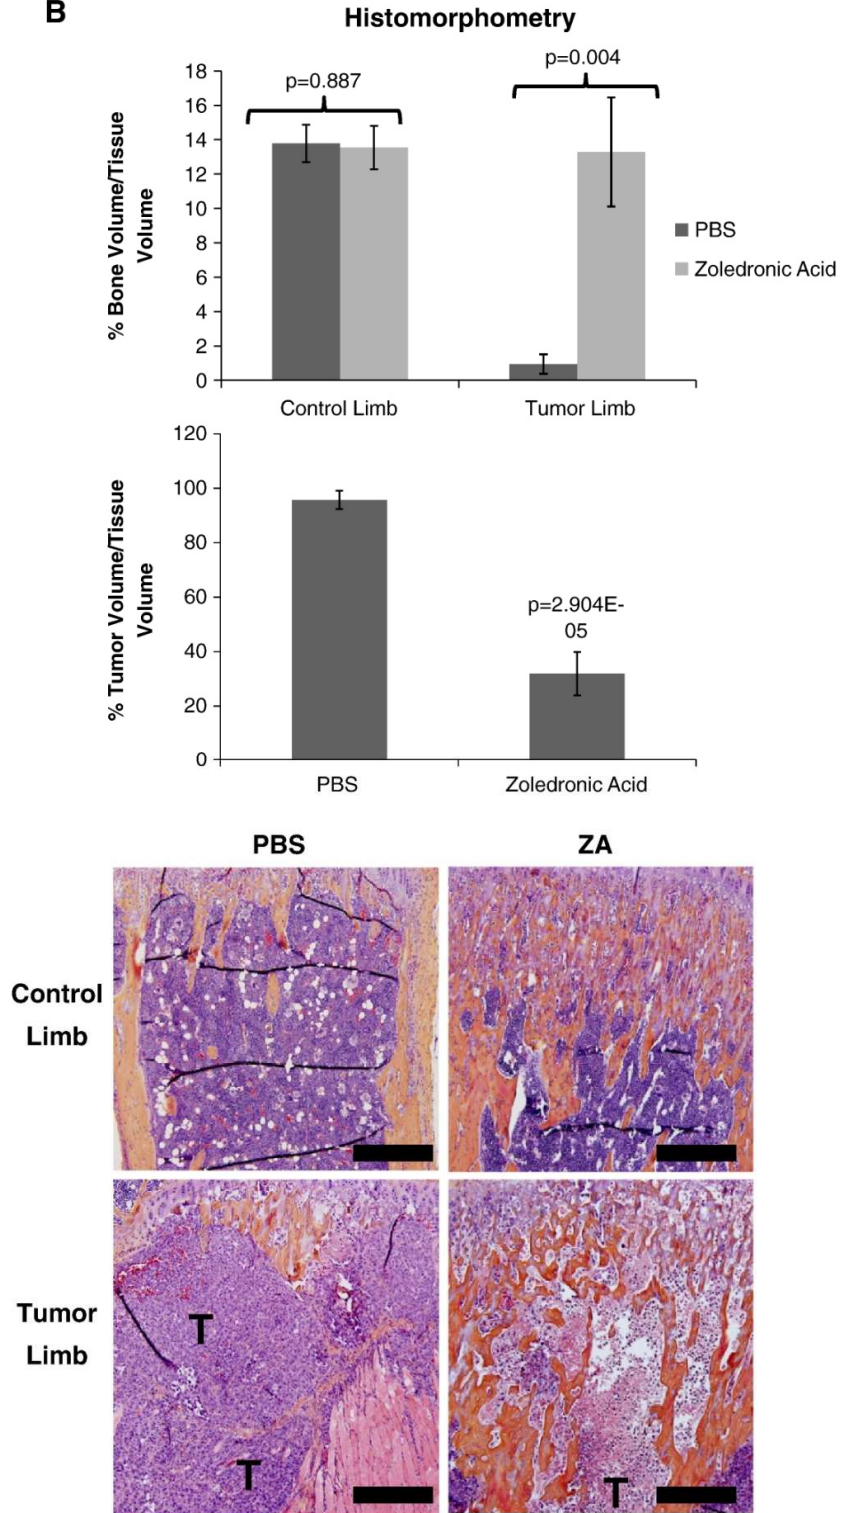 B
Histomorphometry
p=0.887
p=0.004
% Bone Volume/Tissue
Volume
18
16
14
12
10
8
6
4
2
0
PBS
Zoledronic Acid
Control Limb
Tumor Limb
% Tumor Volume/Tissue
Volume
120
100
80
60
40
20
0
p=2.904E-
05
PBS
Zoledronic Acid
PBS
ZA
Control
Limb
Tumor
Limb
T
T
T